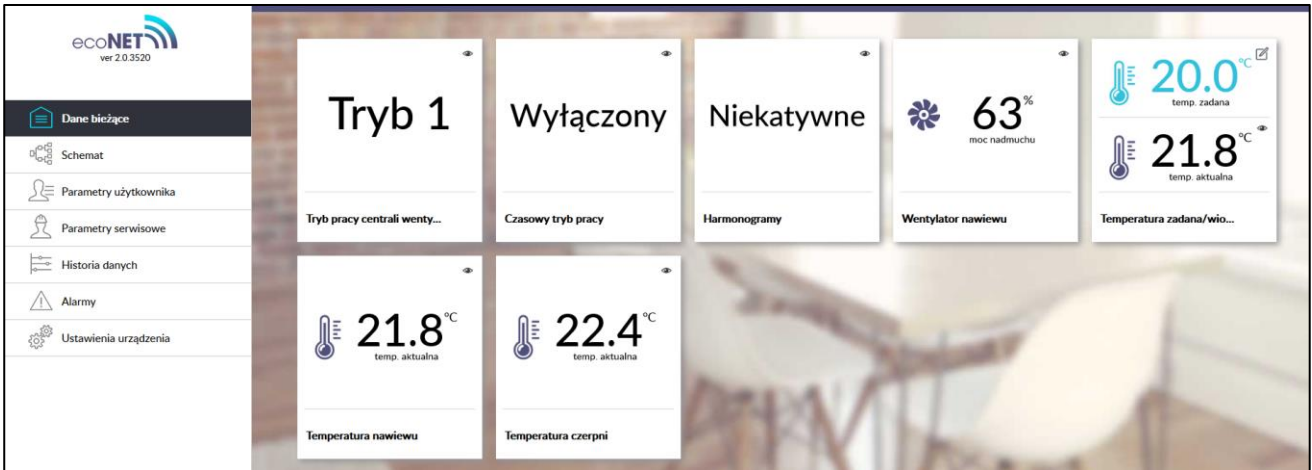 ecoNET
ver 2.0.3520
Dane bieżące
Schemat
Parametry użytkownika
Parametry serwisowe
Historia danych
Alarmy
Ustawienia urządzenia
Tryb 1
Tryb pracy centrali wenty...
Wyłączony
Czasowy tryb pracy
Niekatywne
Harmonogramy
63%
moc nadmuchu
Wentylator nawiewu
20.0°C
temp. zadana
21.8°C
temp. aktualna
Temperatura zadana/wio...
21.8°C
temp. aktualna
Temperatura nawiewu
22.4°C
temp. aktualna
Temperatura czerpni